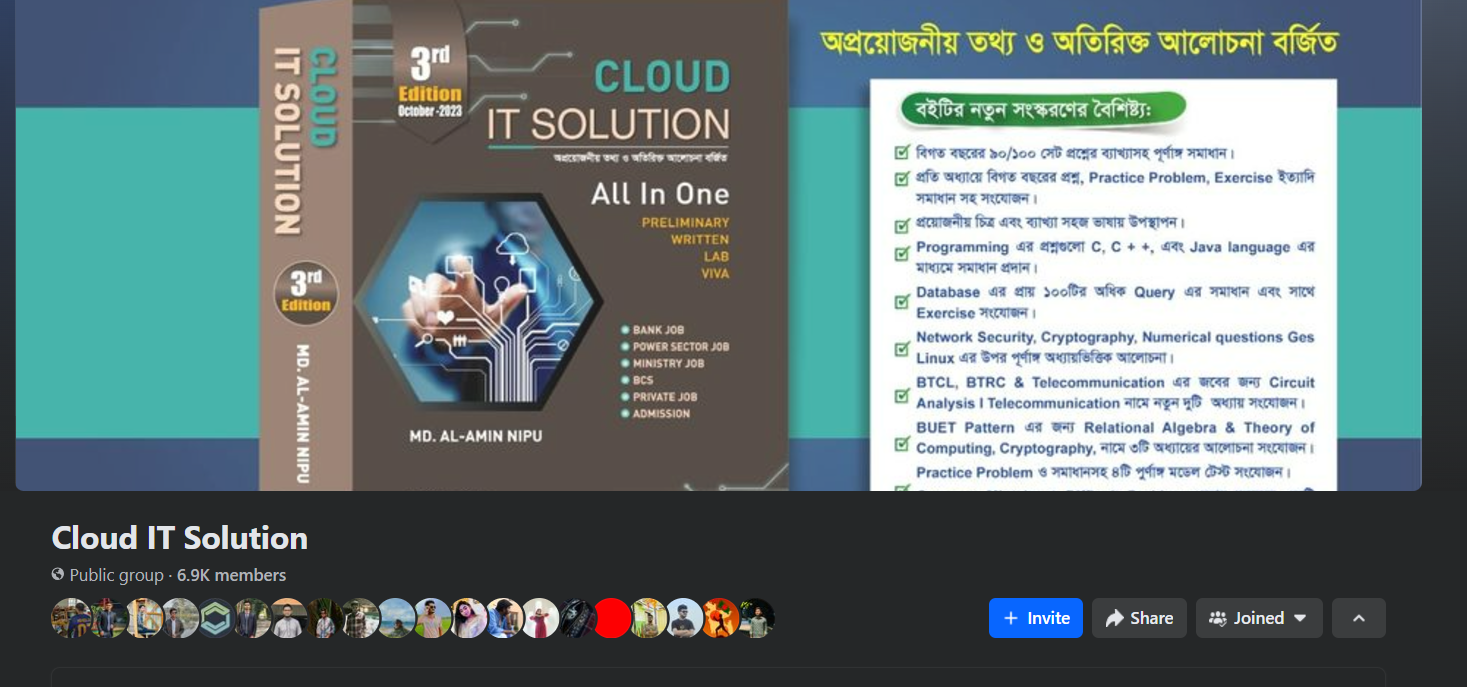 CLOUD
IT SOLUTION
3rd
Edition
MD. AL-AMIN NIPU
3rd
Edition
October -2023
CLOUD
IT SOLUTION
অপ্রয়োজনীয় তথ্য ও অতিরিক্ত আলোচনা বর্জিত
All In One
PRELIMINARY
WRITTEN
LAB
VIVA
BANK JOB
POWER SECTOR JOB
MINISTRY JOB
BCS
PRIVATE JOB
ADMISSION
MD. AL-AMIN NIPU
অপ্রয়োজনীয় তথ্য ও অতিরিক্ত আলোচনা বর্জিত
বইটির নতুন সংস্করণের বৈশিষ্ট্য:
বিগত বছরের ৯০/১০০ সেট প্রশ্নের ব্যাখ্যাসহ পূর্ণাঙ্গ সমাধান।
প্রতি অধ্যায়ে বিগত বছরের প্রশ্ন, Practice Problem, Exercise ইত্যাদি
সমাধান সহ সংযোজন।
প্রয়োজনীয় চিত্র এবং ব্যাখ্যা সহজ ভাষায় উপস্থাপন।
Programming এর প্রশ্নগুলো C, C + +, এবং Java language এর
মাধ্যমে সমাধান প্রদান।
Database এর প্রায় ১০০টির অধিক Query এর সমাধান এবং সাথে
Exercise সংযোজন।
Network Security, Cryptography, Numerical questions Ges
Linux এর উপর পূর্ণাঙ্গ অধ্যায়ভিত্তিক আলোচনা।
BTCL, BTRC & Telecommunication এর জবের জন্য Circuit
Analysis I Telecommunication নামে নতুন দুটি অধ্যায় সংযোজন।
BUET Pattern এর জন্য Relational Algebra & Theory of
Computing, Cryptography, নামে ৩টি অধ্যায়ের আলোচনা সংযোজন।
Practice Problem ও সমাধানসহ ৪টি পূর্ণাঙ্গ মডেল টেস্ট সংযোজন।
Cloud IT Solution
Public group · 6.9K members
+ Invite
Share
Joined